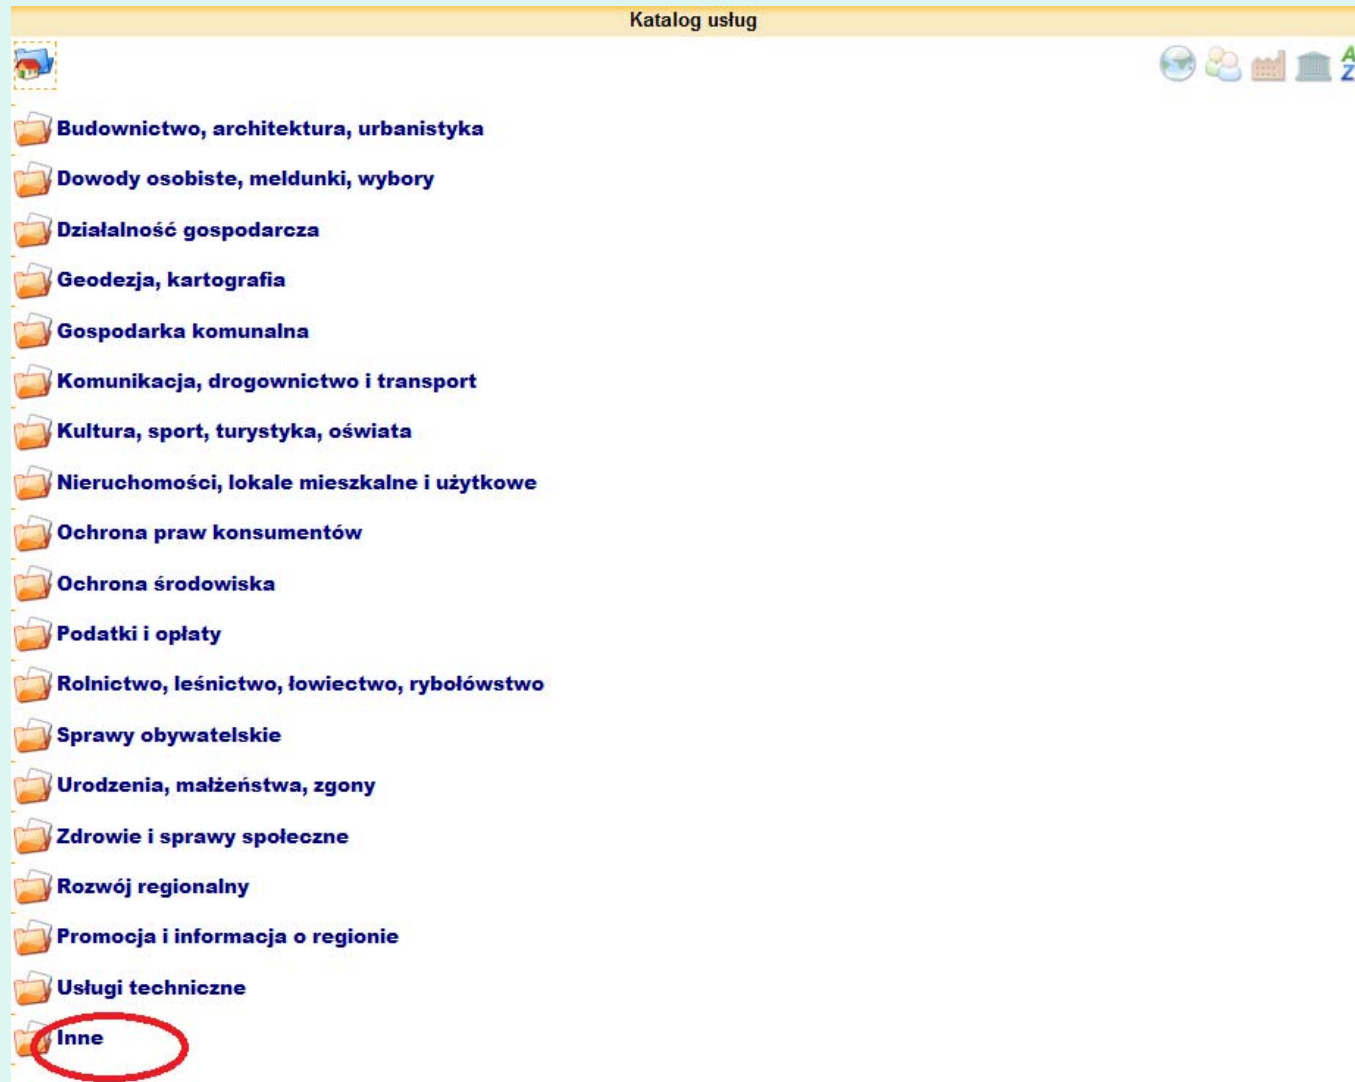 Katalog usług
A
Z
Budownictwo, architektura, urbanistyka
Dowody osobiste, meldunki, wybory
Działalność gospodarcza
Geodezja, kartografia
Gospodarka komunalna
Komunikacja, drogownictwo i transport
Kultura, sport, turystyka, oświata
Nieruchomości, lokale mieszkalne i użytkowe
Ochrona praw konsumentów
Ochrona środowiska
Podatki i opłaty
Rolnictwo, leśnictwo, łowiectwo, rybołówstwo
Sprawy obywatelskie
Urodzenia, małżeństwa, zgony
Zdrowie i sprawy społeczne
Rozwój regionalny
Promocja i informacja o regionie
Usługi techniczne
Inne